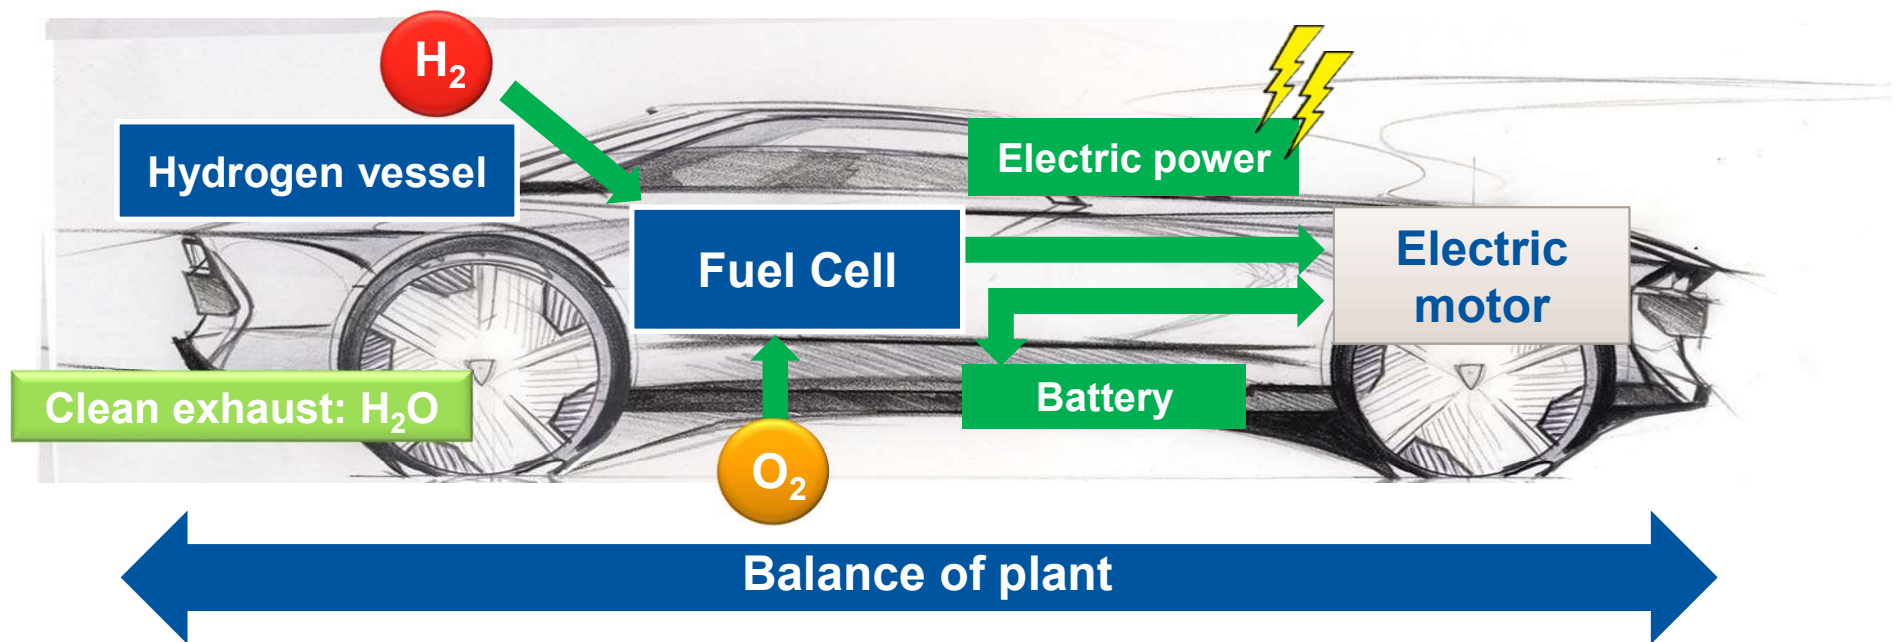 H₂
Hydrogen vessel
Electric power
Fuel Cell
Electric
motor
Battery
Clean exhaust: H₂O
O₂
Balance of plant